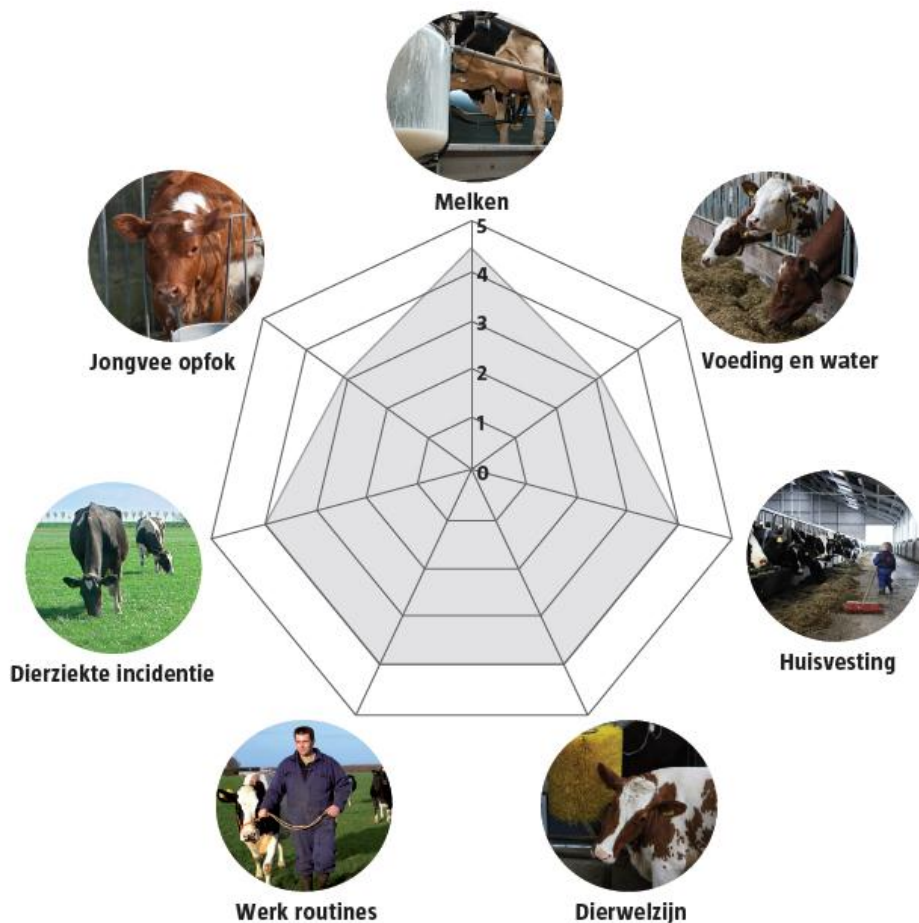 Melken
5
4
3
2
1
0
Jongvee opfok
Voeding en water
Dierziekte incidentie
Huisvesting
Werk routines
Dierwelzijn